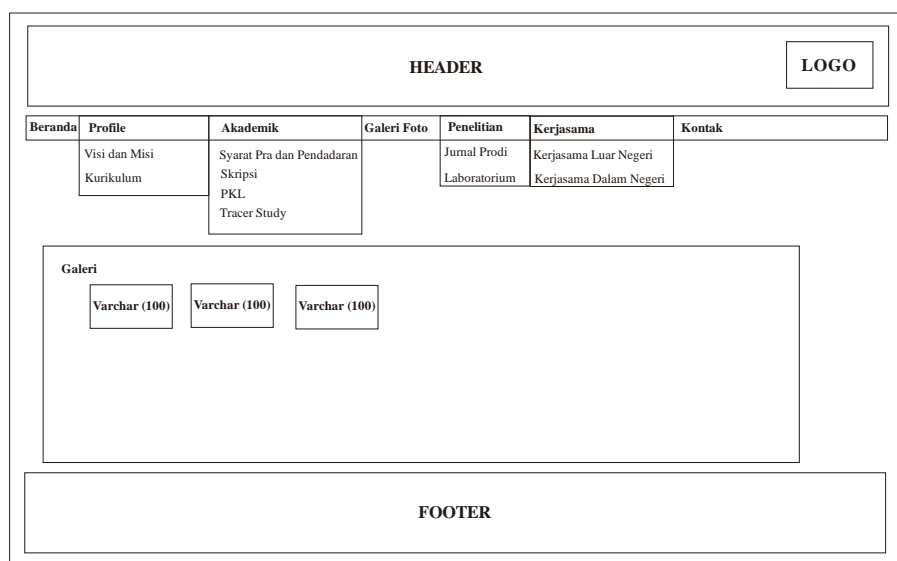 HEADER
LOGO
Beranda
Profile
Akademik
Galeri Foto
Penelitian
Kerjasama
Kontak
Visi dan Misi
Kurikulum
Syarat Pra dan Pendadaran
Skripsi
PKL
Tracer Study
Jurnal Prodi
Laboratorium
Kerjasama Luar Negeri
Kerjasama Dalam Negeri
Galeri
Varchar (100)
Varchar (100)
Varchar (100)
FOOTER